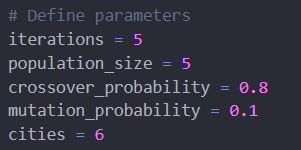 # Define parameters
iterations = 5
population_size = 5
crossover_probability = 0.8
mutation_probability = 0.1
cities = 6